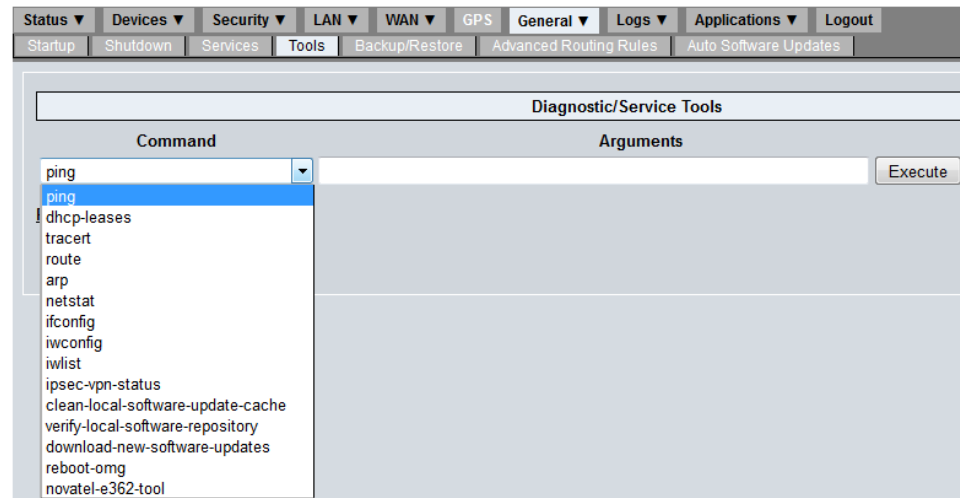 Status ▼ Devices ▼ Security ▼ LAN ▼ WAN ▼ GPS General ▼ Logs ▼ Applications ▼ Logout
Startup Shutdown Services Tools Backup/Restore Advanced Routing Rules Auto Software Updates
Diagnostic/Service Tools
Command Arguments
ping Execute
ping
dhcp-leases
tracert
route
arp
netstat
ifconfig
iwconfig
iwlist
ipsec-vpn-status
clean-local-software-update-cache
verify-local-software-repository
download-new-software-updates
reboot-omg
novatel-e362-tool